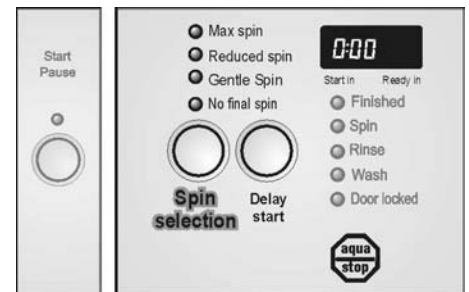 Start
Pause
Max spin
Reduced spin
Gentle Spin
No final spin
Spin
selection
Delay
start
0:00
Start in Ready in
Finished
Spin
Rinse
Wash
Door locked
aqua
stop